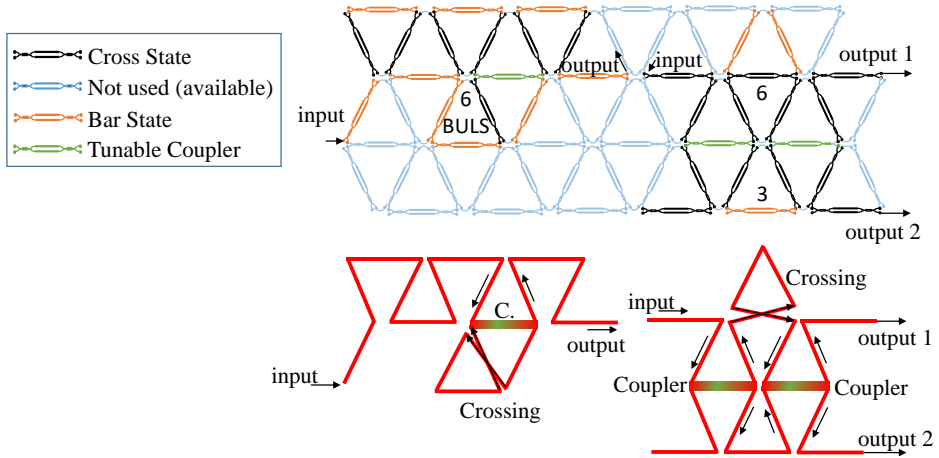 Cross State
Not used (available)
Bar State
Tunable Coupler
input
6
BULS
output
input
output 1
6
3
output 2
input
C.
output
Crossing
input
Crossing
output 1
Coupler
Coupler
output 2